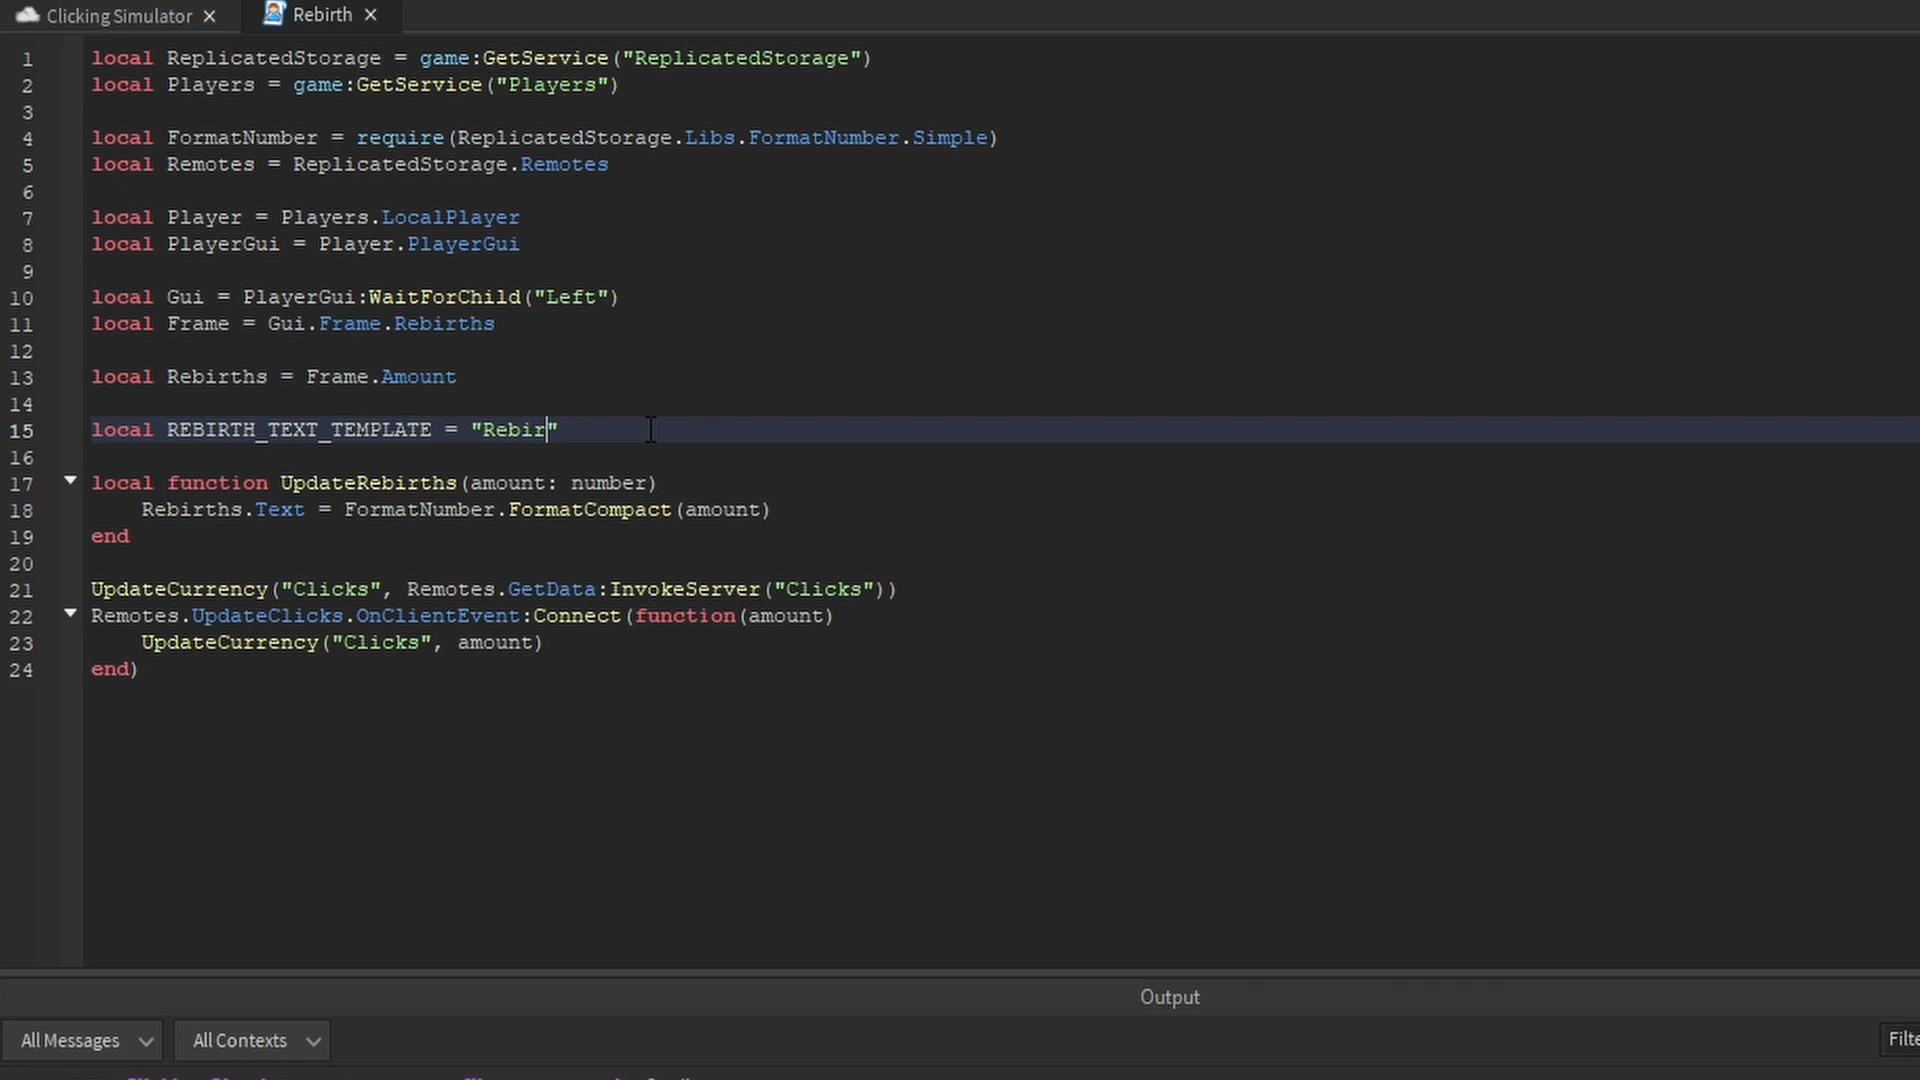 Clicking Simulator
Rebirth
1 local ReplicatedStorage = game:GetService("ReplicatedStorage")
2 local Players = game:GetService("Players")
3
4 local FormatNumber = require(ReplicatedStorage.Libs.FormatNumber.Simple)
5 local Remotes = ReplicatedStorage.Remotes
6
7 local Player = Players.LocalPlayer
8 local PlayerGui = Player.PlayerGui
9
10 local Gui = PlayerGui:WaitForChild("Left")
11 local Frame = Gui.Frame.Rebirths
12
13 local Rebirths = Frame.Amount
14
15 local REBIRTH_TEXT_TEMPLATE = "Rebir"
16
17 local function UpdateRebirths(amount: number)
18 Rebirths.Text = FormatNumber.FormatCompact(amount)
19 end
20
21 UpdateCurrency("Clicks", Remotes.GetData:InvokeServer("Clicks"))
22 Remotes.UpdateClicks.OnClientEvent:Connect(function(amount)
23 UpdateCurrency("Clicks", amount)
24 end)
Output
All Messages
All Contexts
Filte